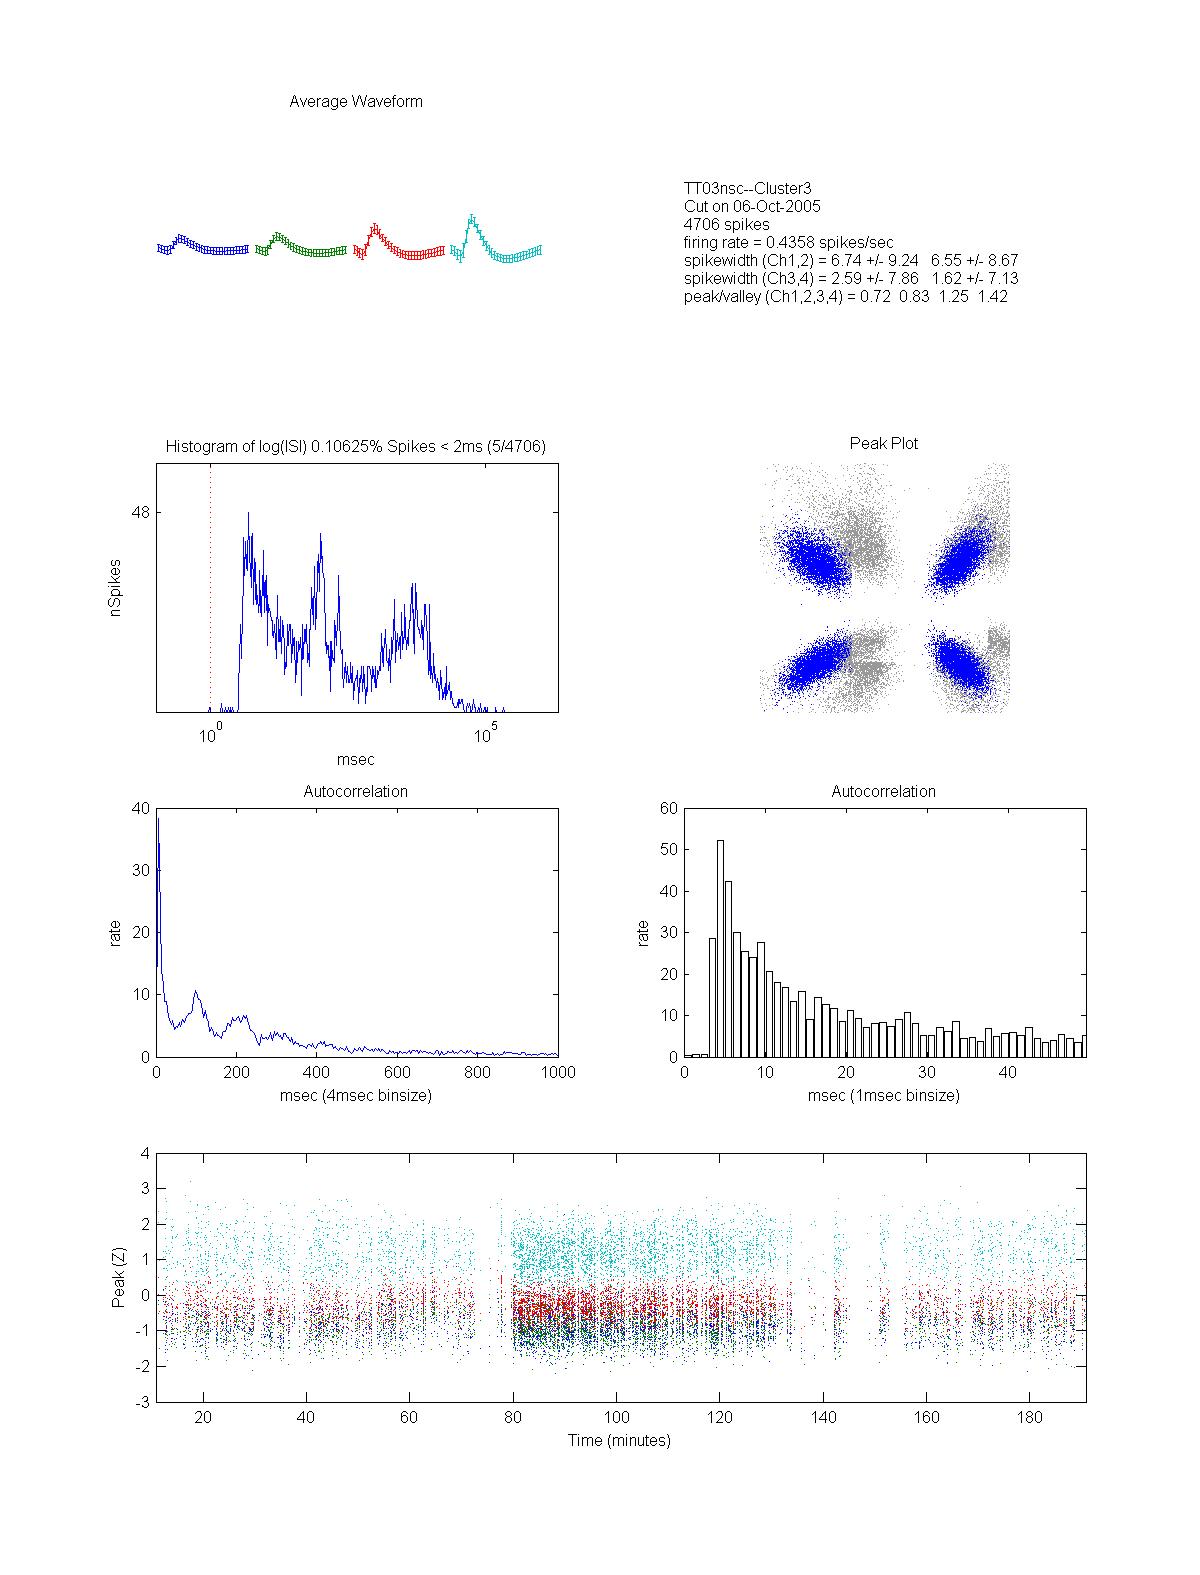 Average Waveform
TT03nsc--Cluster3
Cut on 06-Oct-2005
4706 spikes
firing rate = 0.4358 spikes/sec
spikewidth (Ch1,2) = 6.74 +/- 9.24   6.55 +/- 8.67
spikewidth (Ch3,4) = 2.59 +/- 7.86   1.62 +/- 7.13
peak/valley (Ch1,2,3,4) = 0.72  0.83  1.25  1.42
Histogram of log(ISI) 0.10625% Spikes < 2ms (5/4706)
48
nSpikes
10^0 10^5
msec
Peak Plot
Autocorrelation
40
30
20
10
0
rate
0 200 400 600 800 1000
msec (4msec binsize)
Autocorrelation
60
50
40
30
20
10
0
rate
0 10 20 30 40
msec (1msec binsize)
4
3
2
1
0
-1
-2
-3
Peak (Z)
20 40 60 80 100 120 140 160 180
Time (minutes)